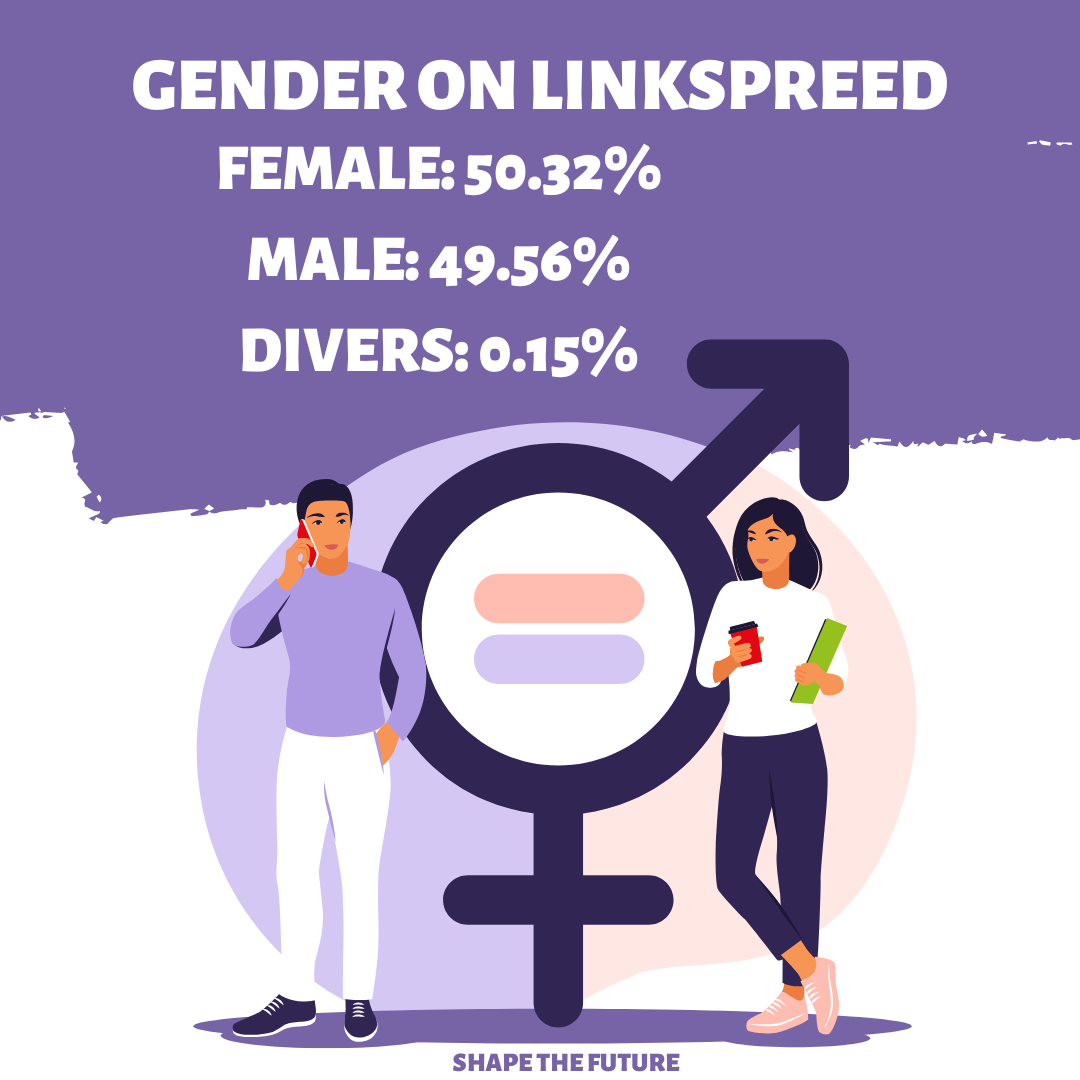 GENDER ON LINKSPREED
FEMALE: 50.32%
MALE: 49.56%
DIVERS: 0.15%
SHAPE THE FUTURE